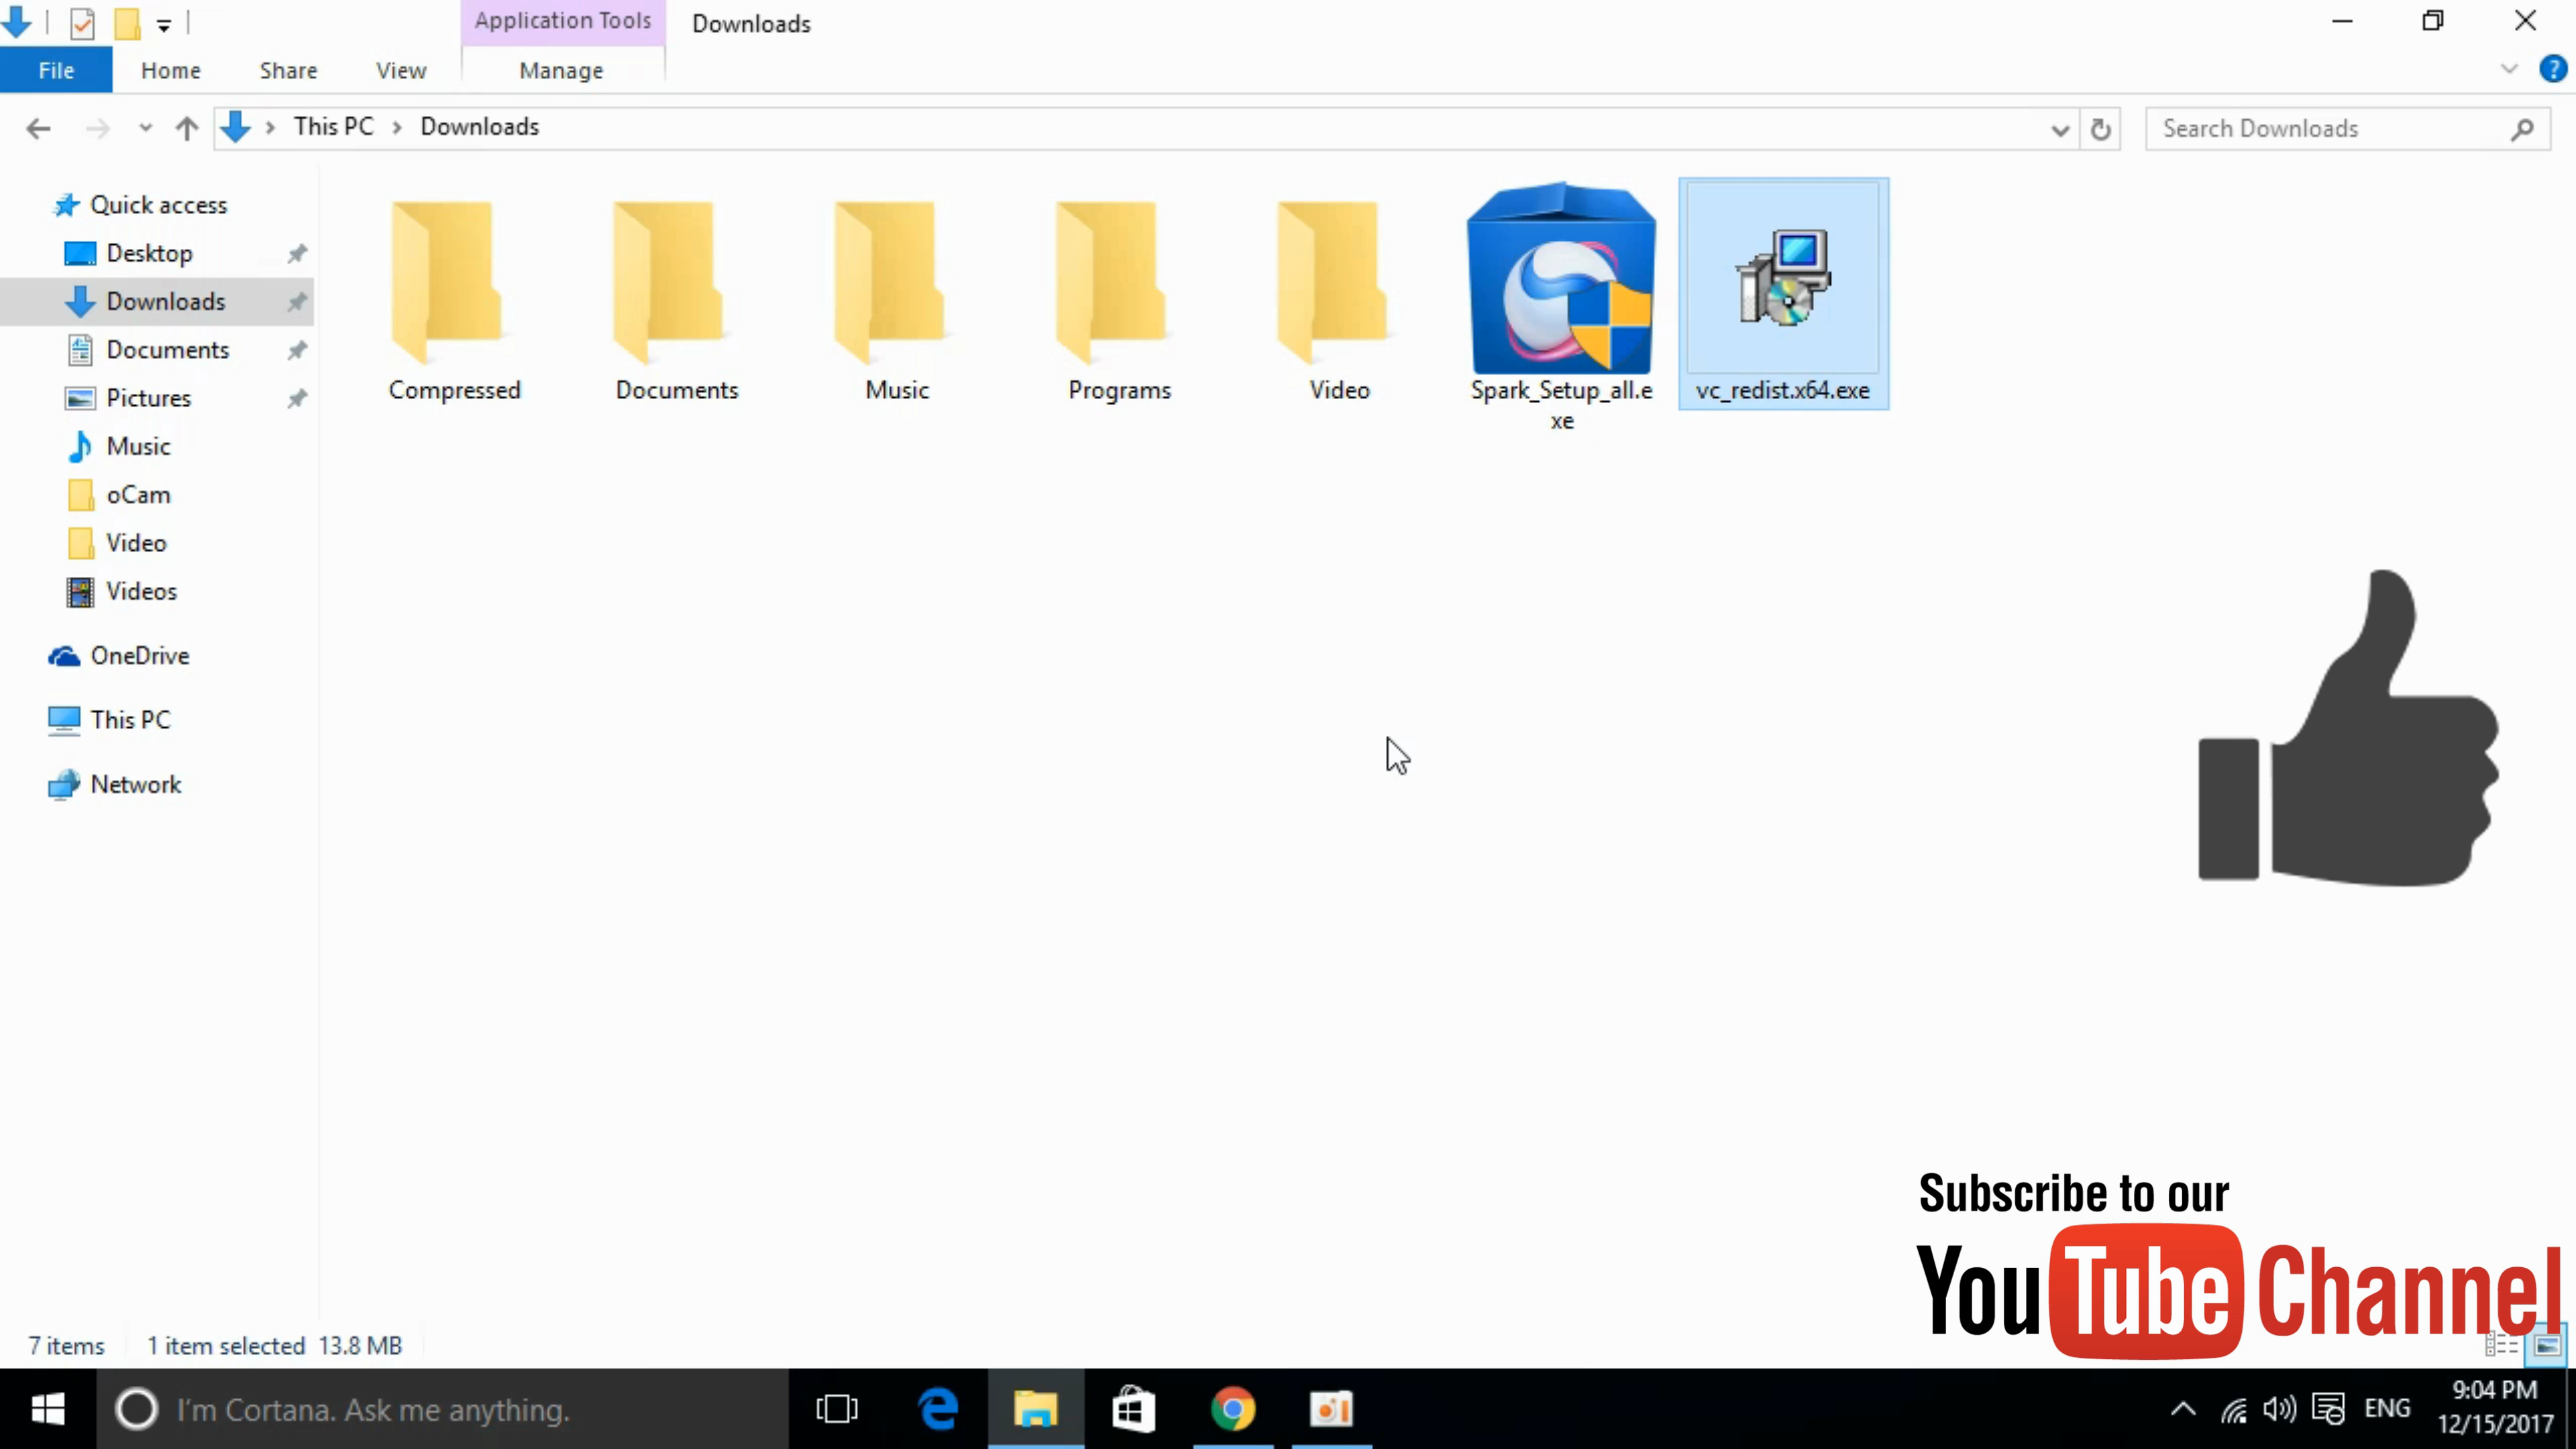 Application Tools
Downloads
File
Home
Share
View
Manage
?
This PC
Downloads
Search Downloads
Quick access
Desktop
Downloads
Documents
Pictures
Music
oCam
Video
Videos
OneDrive
This PC
Network
Compressed
Documents
Music
Programs
Video
Spark_Setup_all.e
xe
vc_redist.x64.exe
Subscribe to our
YouTube Channel
7 items
1 item selected 13.8 MB
I'm Cortana. Ask me anything.
ENG
9:04 PM
12/15/2017